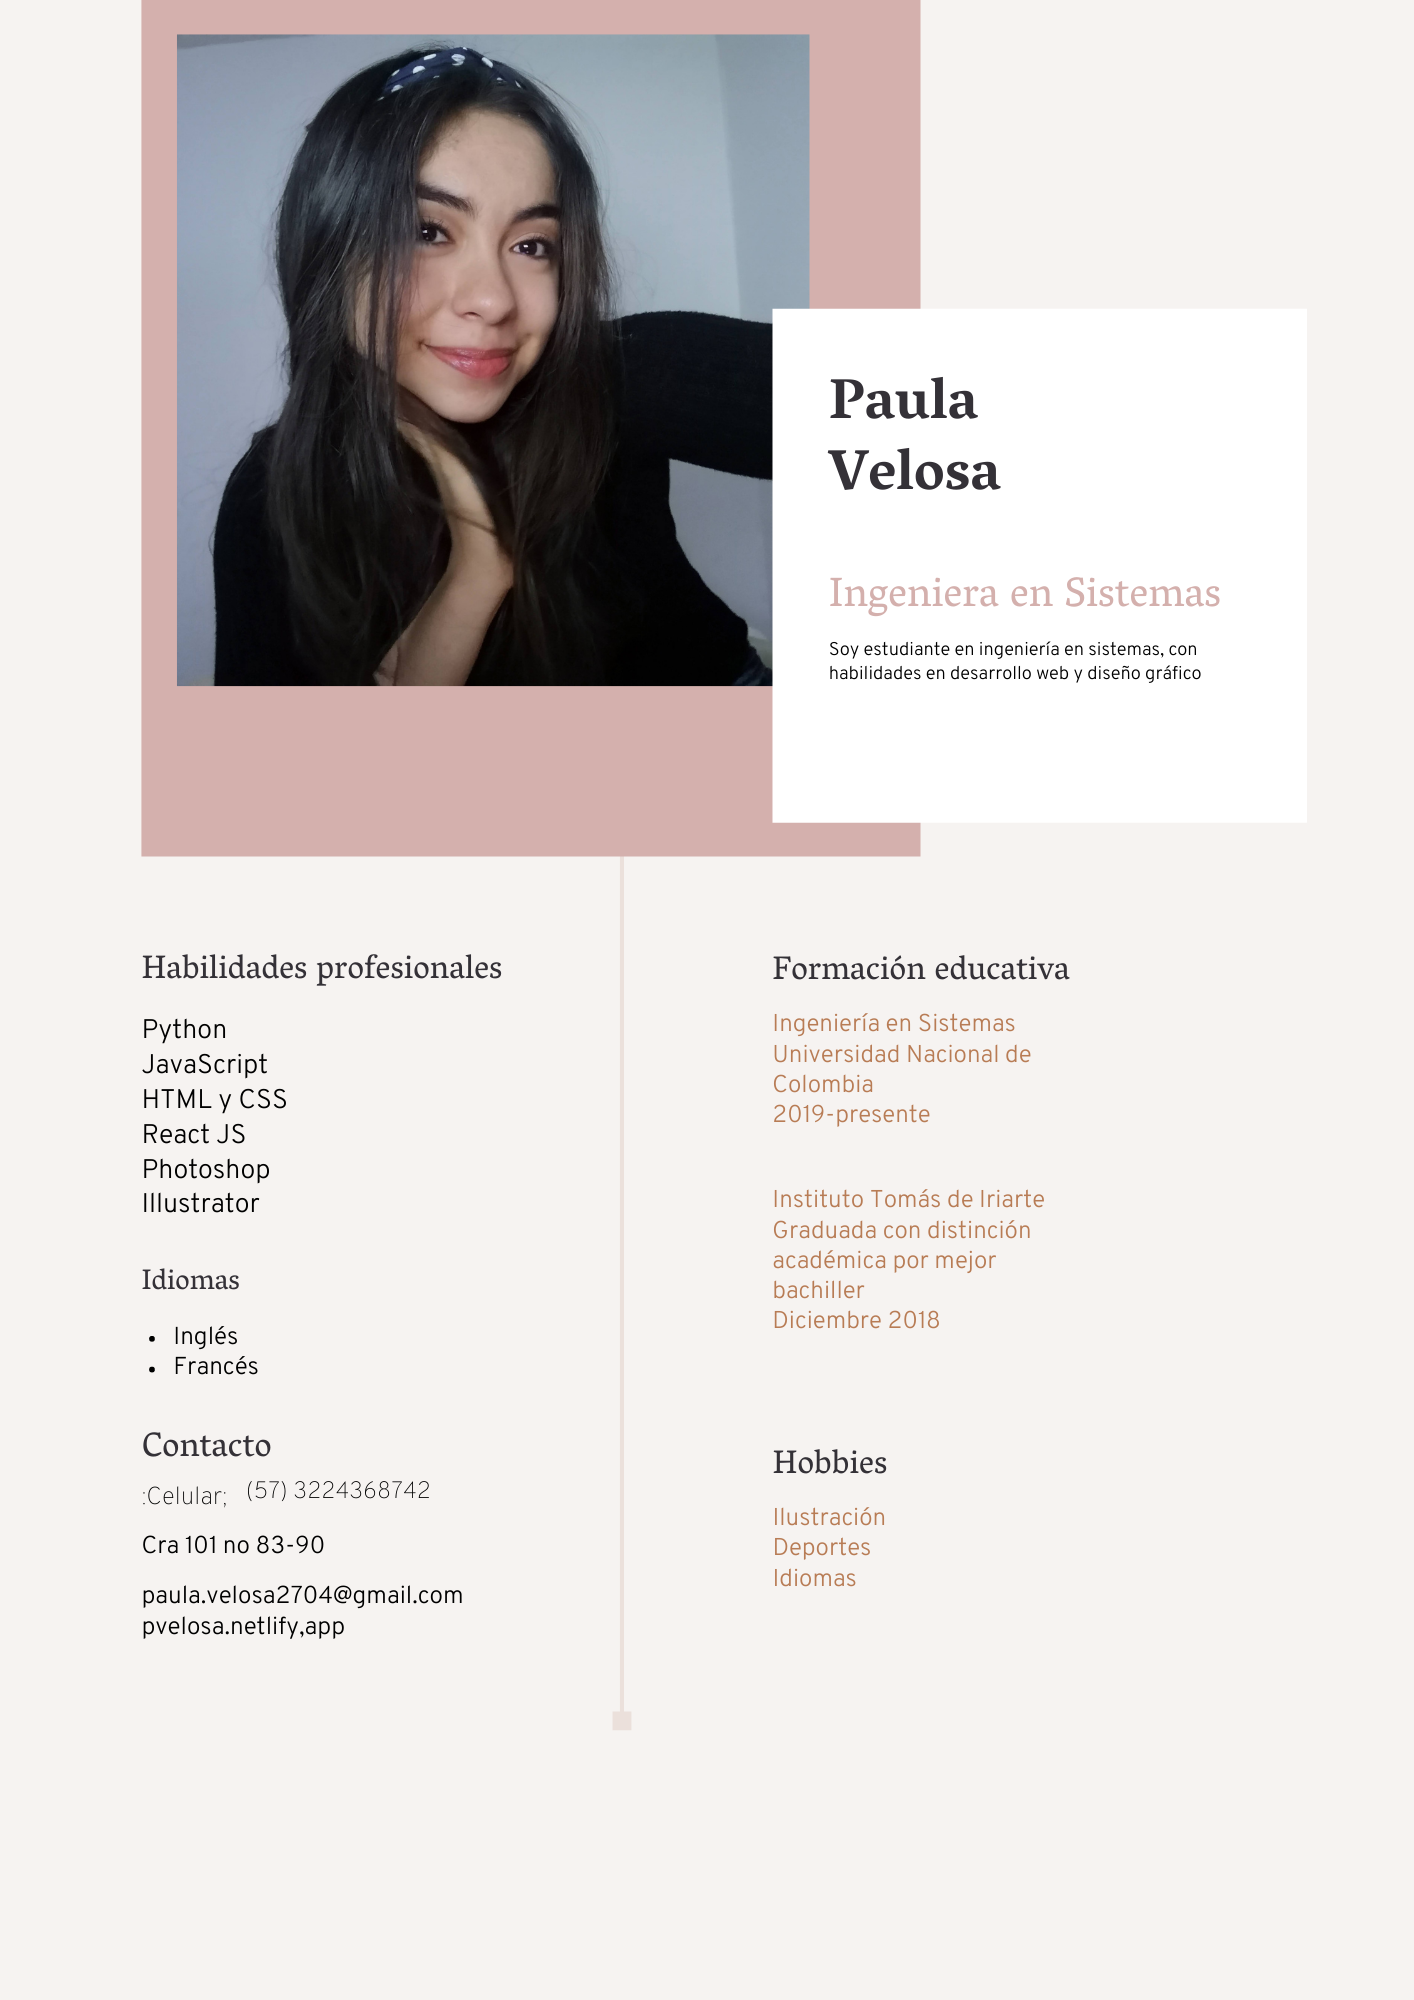 Paula
Velosa
Ingeniera en Sistemas
Soy estudiante en ingeniería en sistemas, con
habilidades en desarrollo web y diseño gráfico
Habilidades profesionales
Python
JavaScript
HTML y CSS
React JS
Photoshop
Illustrator
Idiomas
• Inglés
• Francés
Contacto
:Celular; (57) 3224368742
Cra 101 no 83-90
paula.velosa2704@gmail.com
pvelosa.netlify,app
Formación educativa
Ingeniería en Sistemas
Universidad Nacional de
Colombia
2019-presente
Instituto Tomás de Iriarte
Graduada con distinción
académica por mejor
bachiller
Diciembre 2018
Hobbies
Ilustración
Deportes
Idiomas